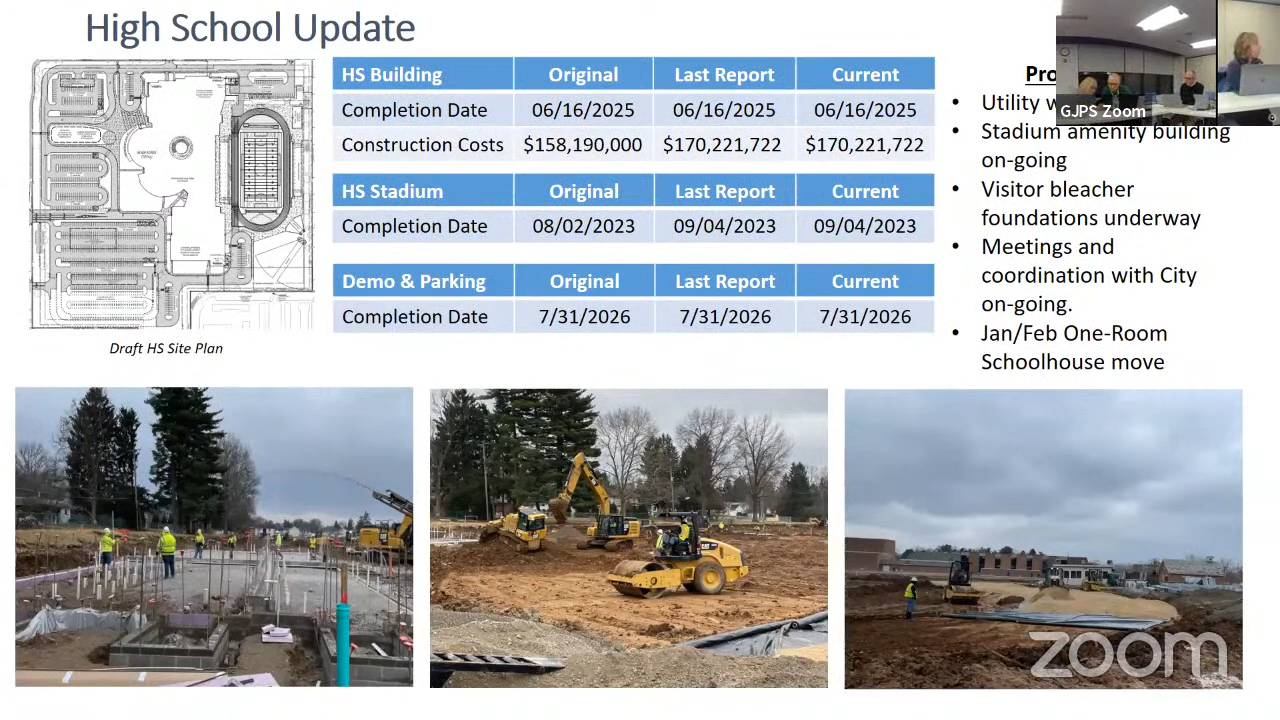 High School Update
HS Building Original Last Report Current
Completion Date 06/16/2025 06/16/2025 06/16/2025
Construction Costs $158,190,000 $170,221,722 $170,221,722
HS Stadium Original Last Report Current
Completion Date 08/02/2023 09/04/2023 09/04/2023
Demo & Parking Original Last Report Current
Completion Date 7/31/2026 7/31/2026 7/31/2026
Draft HS Site Plan
GJPS Zoom
• Utility
• Stadium amenity building
on-going
• Visitor bleacher
foundations underway
• Meetings and
coordination with City
on-going.
• Jan/Feb One-Room
Schoolhouse move
CAT
zoom